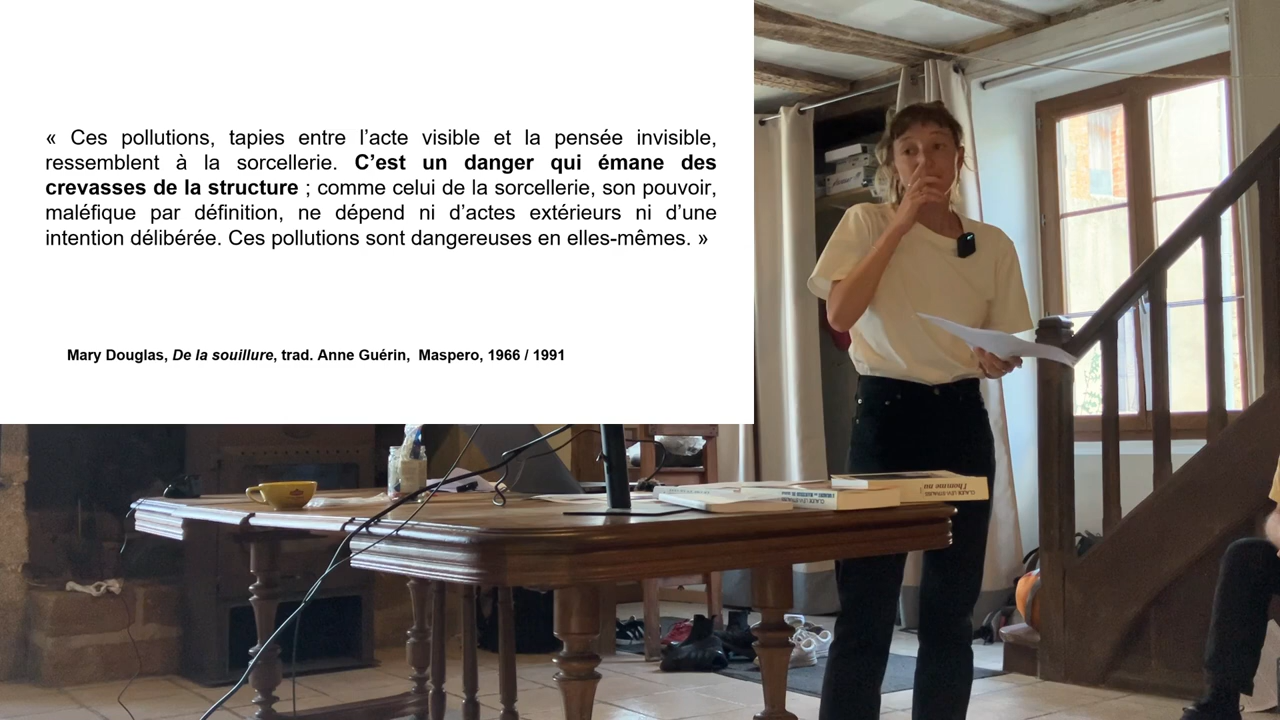 « Ces pollutions, tapies entre l’acte visible et la pensée invisible,
ressemblent à la sorcellerie. C’est un danger qui émane des
crevasses de la structure ; comme celui de la sorcellerie, son pouvoir,
maléfique par définition, ne dépend ni d’actes extérieurs ni d’une
intention délibérée. Ces pollutions sont dangereuses en elles-mêmes. »
Mary Douglas, De la souillure, trad. Anne Guérin, Maspero, 1966 / 1991
l'homme nu